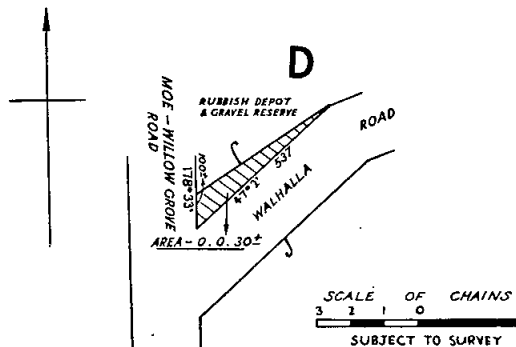 D
RUBBISH DEPOT
& GRAVEL RESERVE
MOE - WILLOW GROVE
ROAD
178° 33'
100±
537
47° 2'
WALHALLA ROAD
AREA - 0. 0. 30±
SCALE OF CHAINS
3 2 1 0
SUBJECT TO SURVEY